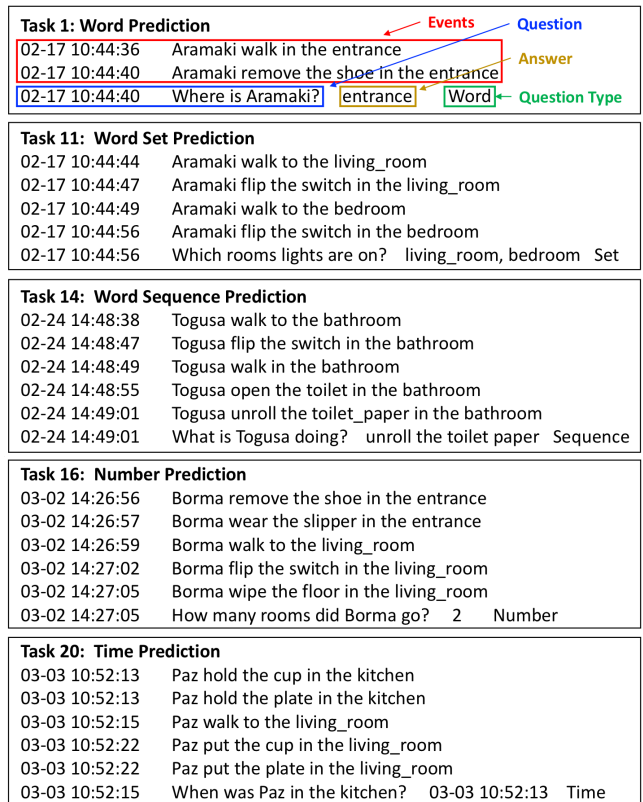 Task 1: Word Prediction
Events
Question
02-17 10:44:36 Aramaki walk in the entrance
Answer
02-17 10:44:40 Aramaki remove the shoe in the entrance
02-17 10:44:40 Where is Aramaki? entrance Word
Question Type
Task 11: Word Set Prediction
02-17 10:44:44 Aramaki walk to the living_room
02-17 10:44:47 Aramaki flip the switch in the living_room
02-17 10:44:49 Aramaki walk to the bedroom
02-17 10:44:56 Aramaki flip the switch in the bedroom
02-17 10:44:56 Which rooms lights are on? living_room, bedroom Set
Task 14: Word Sequence Prediction
02-24 14:48:38 Togusa walk to the bathroom
02-24 14:48:47 Togusa flip the switch in the bathroom
02-24 14:48:49 Togusa walk in the bathroom
02-24 14:48:55 Togusa open the toilet in the bathroom
02-24 14:49:01 Togusa unroll the toilet_paper in the bathroom
02-24 14:49:01 What is Togusa doing? unroll the toilet paper Sequence
Task 16: Number Prediction
03-02 14:26:56 Borma remove the shoe in the entrance
03-02 14:26:57 Borma wear the slipper in the entrance
03-02 14:26:59 Borma walk to the living_room
03-02 14:27:02 Borma flip the switch in the living_room
03-02 14:27:05 Borma wipe the floor in the living_room
03-02 14:27:05 How many rooms did Borma go? 2 Number
Task 20: Time Prediction
03-03 10:52:13 Paz hold the cup in the kitchen
03-03 10:52:13 Paz hold the plate in the kitchen
03-03 10:52:15 Paz walk to the living_room
03-03 10:52:22 Paz put the cup in the living_room
03-03 10:52:22 Paz put the plate in the living_room
03-03 10:52:15 When was Paz in the kitchen? 03-03 10:52:13 Time